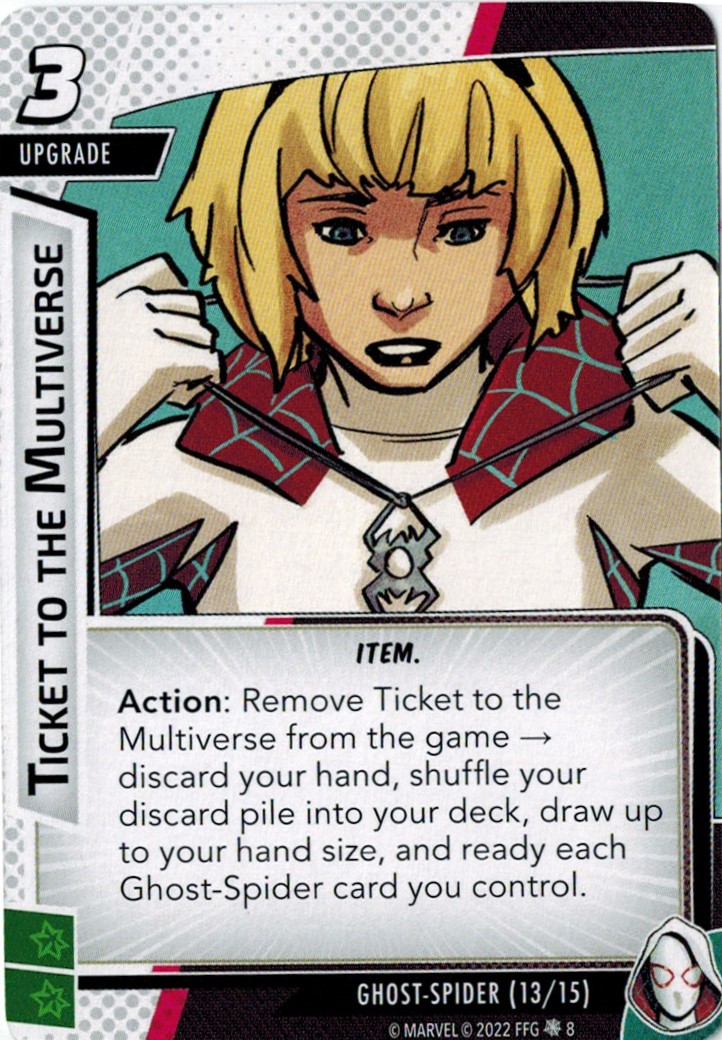 3
UPGRADE
TICKET TO THE MULTIVERSE
ITEM.
Action: Remove Ticket to the
Multiverse from the game →
discard your hand, shuffle your
discard pile into your deck, draw up
to your hand size, and ready each
Ghost-Spider card you control.
GHOST-SPIDER (13/15)
© MARVEL © 2022 FFG 8